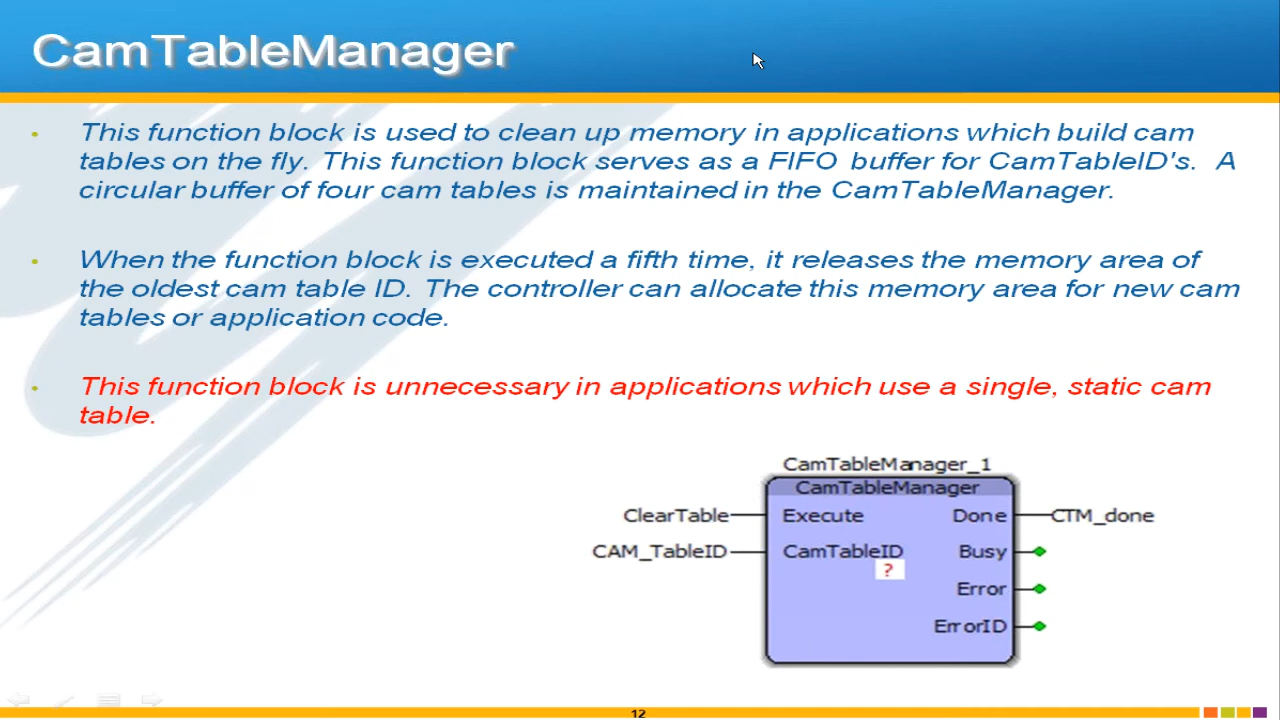 CamTableManager
• This function block is used to clean up memory in applications which build cam
tables on the fly. This function block serves as a FIFO buffer for CamTableID's. A
circular buffer of four cam tables is maintained in the CamTableManager.
• When the function block is executed a fifth time, it releases the memory area of
the oldest cam table ID. The controller can allocate this memory area for new cam
tables or application code.
• This function block is unnecessary in applications which use a single, static cam
table.
CamTableManager_1
CamTableManager
ClearTable Execute Done CTM_done
CAM_TableID CamTableID Busy
?
Error
ErrorID
12